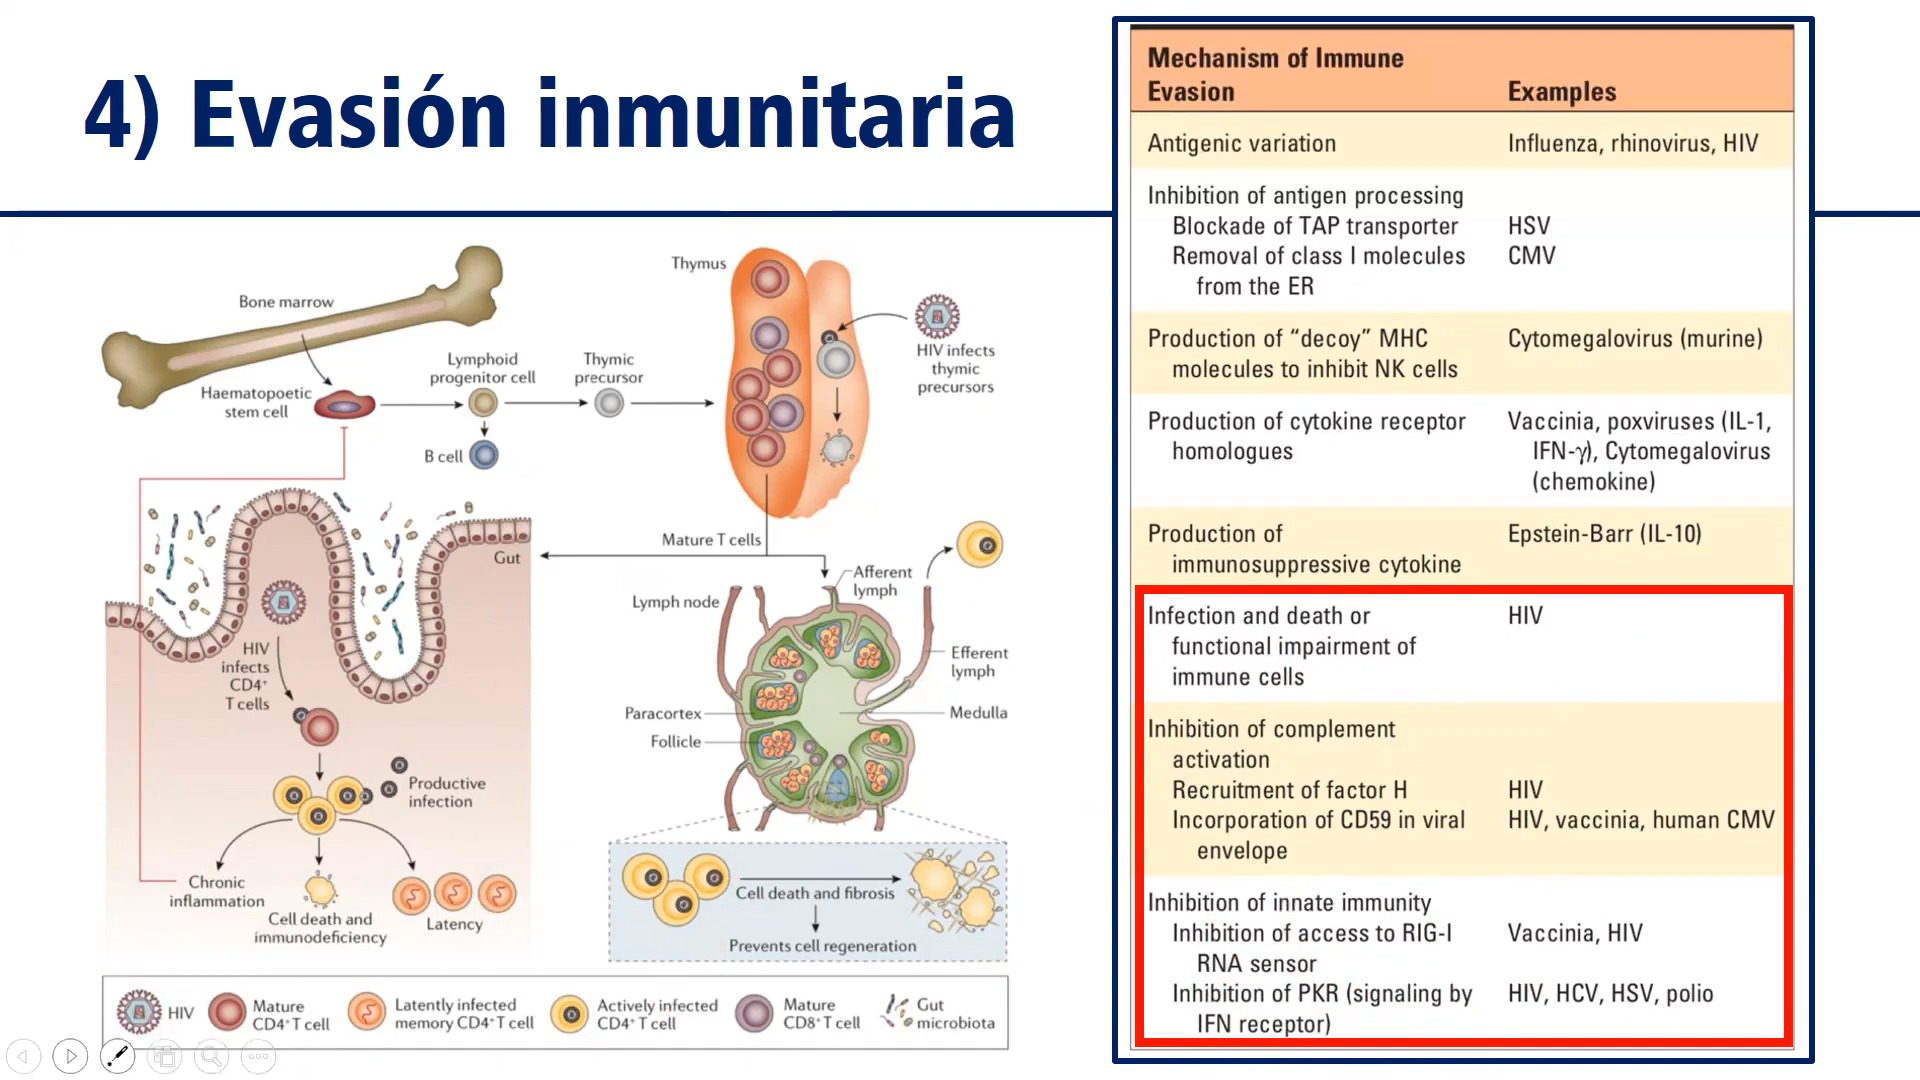 4) Evasión inmunitaria
Bone marrow
Haematopoetic
stem cell
Lymphoid
progenitor cell
B cell
Thymic
precursor
Thymus
HIV infects
thymic
precursors
Mature T cells
Gut
HIV
infects
CD4⁺
T cells
Productive
infection
Chronic
inflammation
Cell death and
immunodeficiency
Latency
Lymph node
Afferent
lymph
Efferent
lymph
Paracortex
Follicle
Medulla
Cell death and fibrosis
Prevents cell regeneration
HIV
Mature
CD4⁺T cell
Latently infected
memory CD4⁺T cell
Actively infected
CD4⁺T cell
Mature
CD8⁺T cell
Gut
microbiota
Mechanism of Immune
Evasion Examples
Antigenic variation Influenza, rhinovirus, HIV
Inhibition of antigen processing
Blockade of TAP transporter HSV
Removal of class I molecules CMV
from the ER
Production of “decoy” MHC Cytomegalovirus (murine)
molecules to inhibit NK cells
Production of cytokine receptor Vaccinia, poxviruses (IL-1,
homologues IFN-γ), Cytomegalovirus
(chemokine)
Production of Epstein-Barr (IL-10)
immunosuppressive cytokine
Infection and death or HIV
functional impairment of
immune cells
Inhibition of complement
activation
Recruitment of factor H HIV
Incorporation of CD59 in viral HIV, vaccinia, human CMV
envelope
Inhibition of innate immunity
Inhibition of access to RIG-I Vaccinia, HIV
RNA sensor
Inhibition of PKR (signaling by HIV, HCV, HSV, polio
IFN receptor)